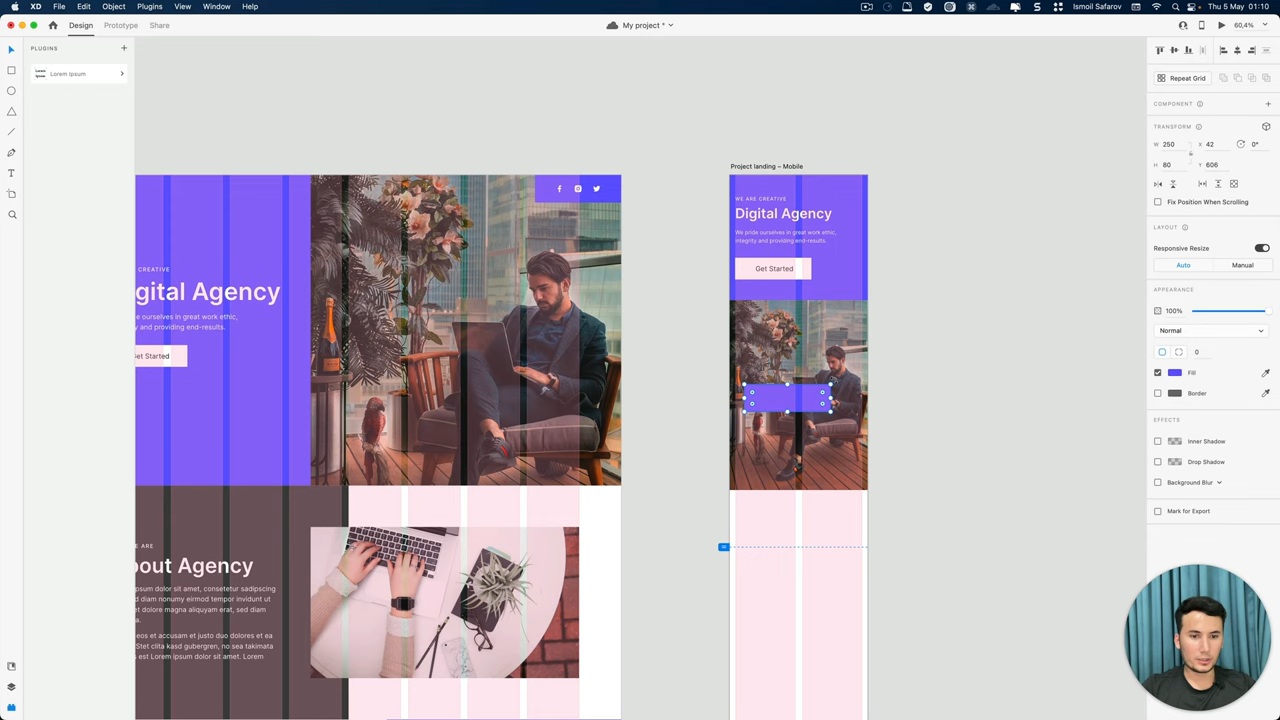 XD File Edit Object Plugins View Window Help
Ismoil Safarov Thu 5 May 01:10
Design Prototype Share
My project *
60,4%
PLUGINS
Lorem Ipsum
Lorem
Ipsum
Project landing – Mobile
CREATIVE
gital Agency
e ourselves in great work ethic,
y and providing end-results.
Get Started
E ARE
out Agency
psum dolor sit amet, consetetur sadipscing
d diam nonumy eirmod tempor invidunt ut
et dolore magna aliquyam erat, sed diam
a.
eos et accusam et justo duo dolores et ea
Stet clita kasd gubergren, no sea takimata
s est Lorem ipsum dolor sit amet. Lorem
WE ARE CREATIVE
Digital Agency
We pride ourselves in great work ethic,
integrity and providing end-results.
Get Started
Repeat Grid
COMPONENT
TRANSFORM
W 250 X 42 0°
H 80 Y 606
Fix Position When Scrolling
LAYOUT
Responsive Resize
Auto Manual
APPEARANCE
100%
Normal
0
Fill
Border
EFFECTS
Inner Shadow
Drop Shadow
Background Blur
Mark for Export